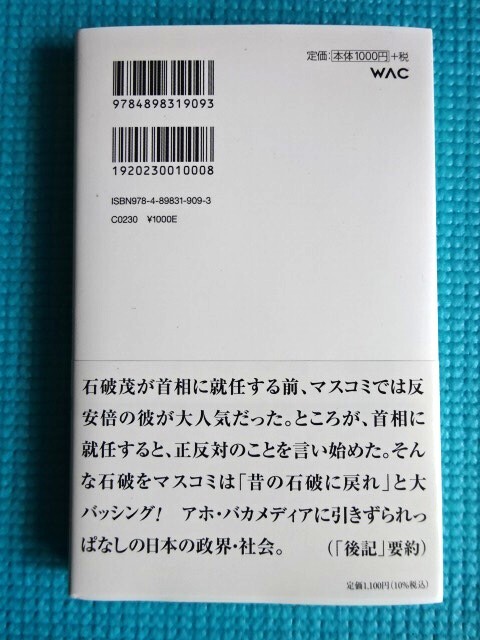 定価:本体1000円+税
WAC
9784898319093
1920230010008
ISBN978-4-89831-909-3
C0230 ¥1000E
石破茂が首相に就任する前、マスコミでは反
安倍の彼が大人気だった。ところが、首相に
就任すると、正反対のことを言い始めた。そん
な石破をマスコミは「昔の石破に戻れ」と大
バッシング! アホ・バカメディアに引きずられっ
ぱなしの日本の政界・社会。 (「後記」要約)
定価1,100円(10%税込)